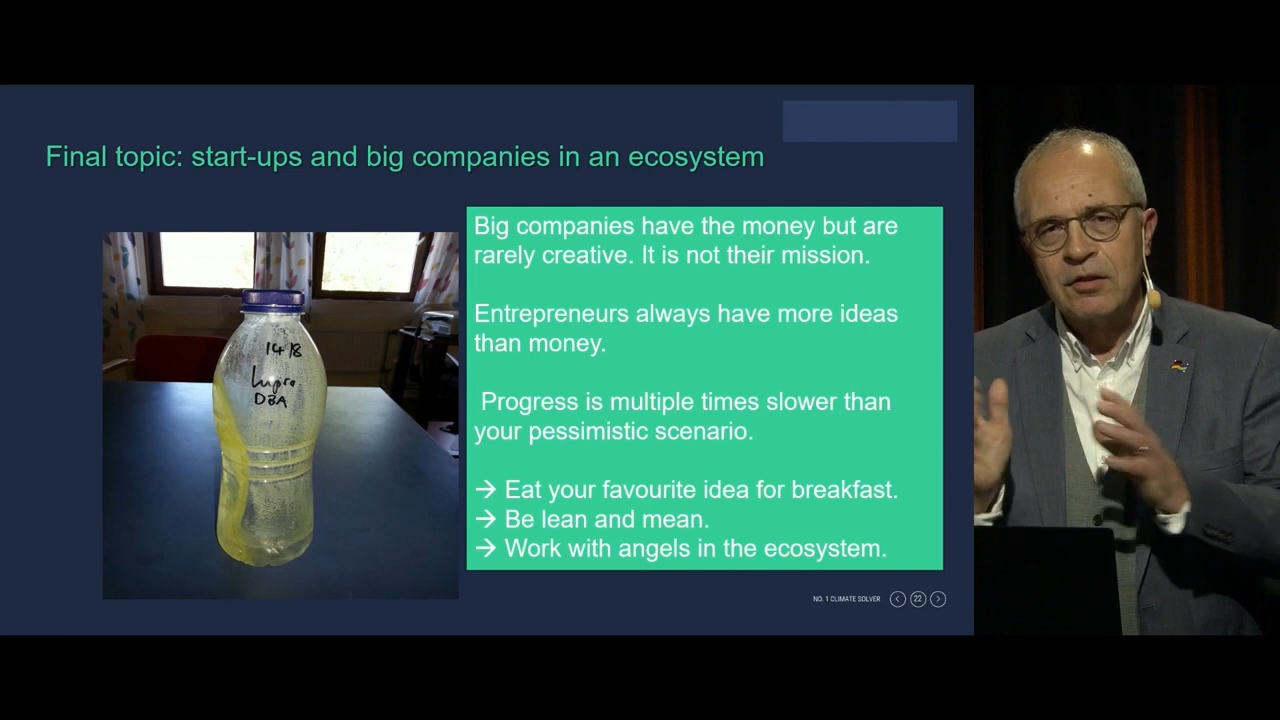 Final topic: start-ups and big companies in an ecosystem
Big companies have the money but are
rarely creative. It is not their mission.
Entrepreneurs always have more ideas
than money.
Progress is multiple times slower than
your pessimistic scenario.
→ Eat your favourite idea for breakfast.
→ Be lean and mean.
→ Work with angels in the ecosystem.
14/8
Lupro
DBA
NO. 1 CLIMATE SOLVER
22